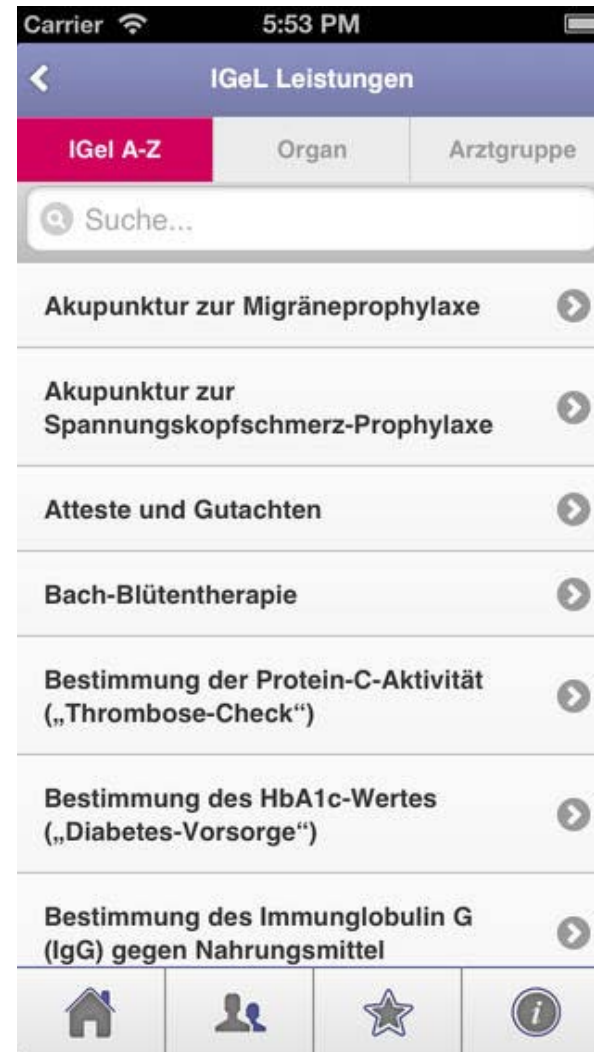 Carrier 5:53 PM
IGeL Leistungen
IGel A-Z Organ Arztgruppe
Suche...
Akupunktur zur Migräneprophylaxe
Akupunktur zur
Spannungskopfschmerz-Prophylaxe
Atteste und Gutachten
Bach-Blütentherapie
Bestimmung der Protein-C-Aktivität
(„Thrombose-Check“)
Bestimmung des HbA1c-Wertes
(„Diabetes-Vorsorge“)
Bestimmung des Immunglobulin G
(IgG) gegen Nahrungsmittel
i